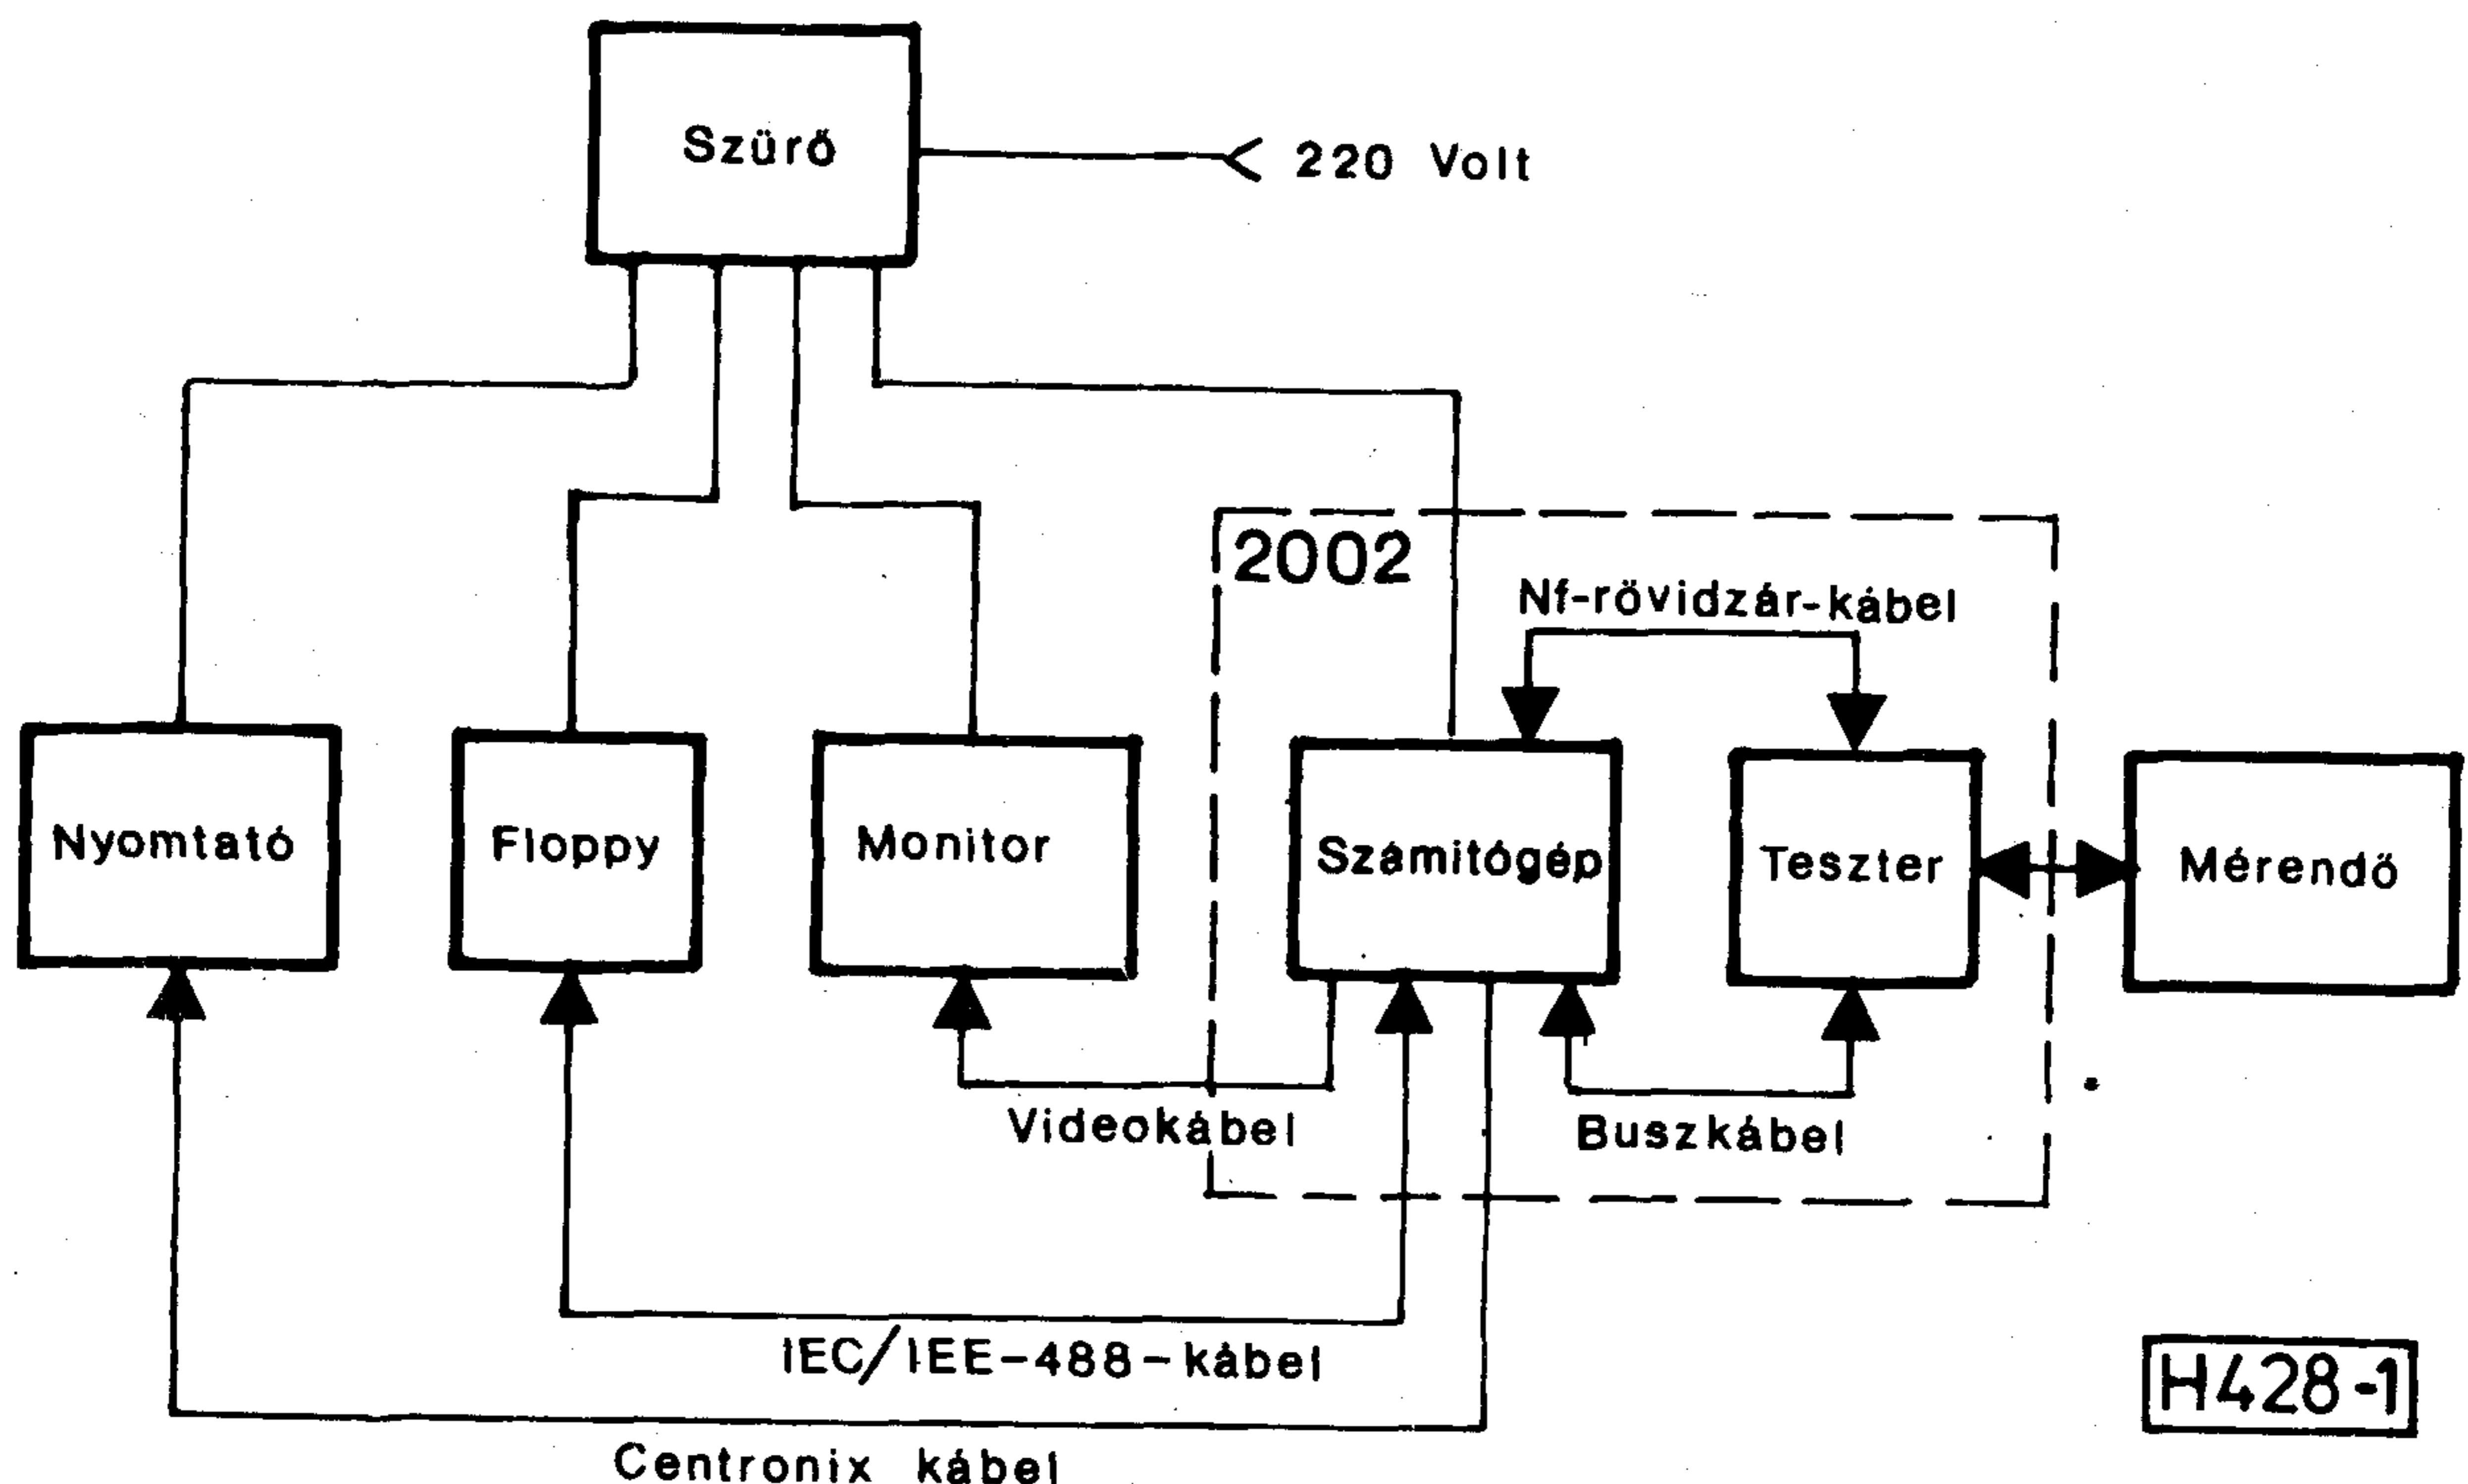 Szürő
220 Volt
2002
Nf-rövidzár-kábel
Nyomtató
Floppy
Monitor
Számitógép
Teszter
Mérendő
Videokábel
Buszkábel
IEC/IEE-488-kábel
Centronix kábel
H428-1